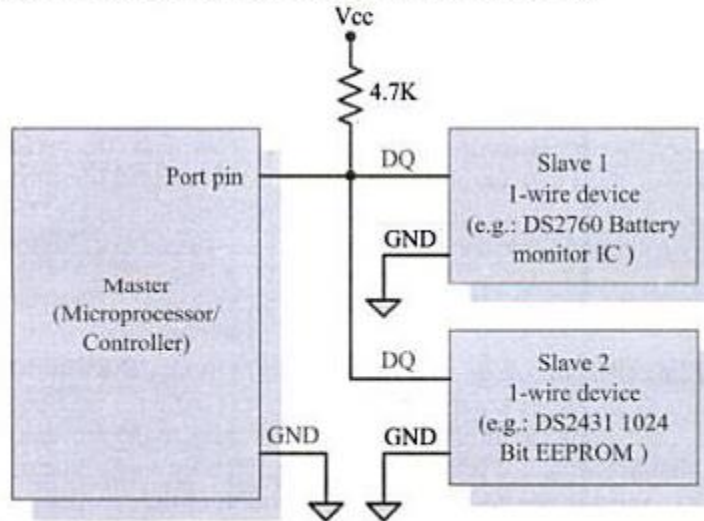 Vcc
4.7K
Port pin
DQ
Slave 1
1-wire device
(e.g.: DS2760 Battery
monitor IC )
GND
Master
(Microprocessor/
Controller)
DQ
Slave 2
1-wire device
(e.g.: DS2431 1024
Bit EEPROM )
GND
GND